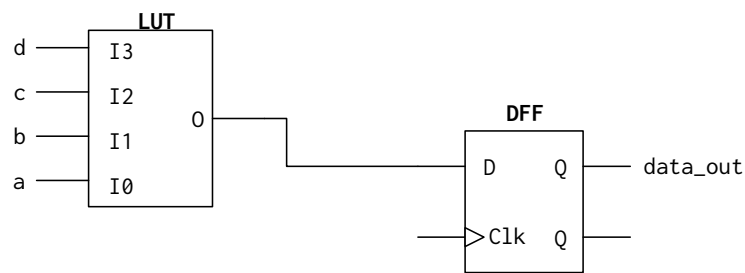 LUT
d I3
c I2
b I1
a I0
O
DFF
D Q data_out
Clk Q